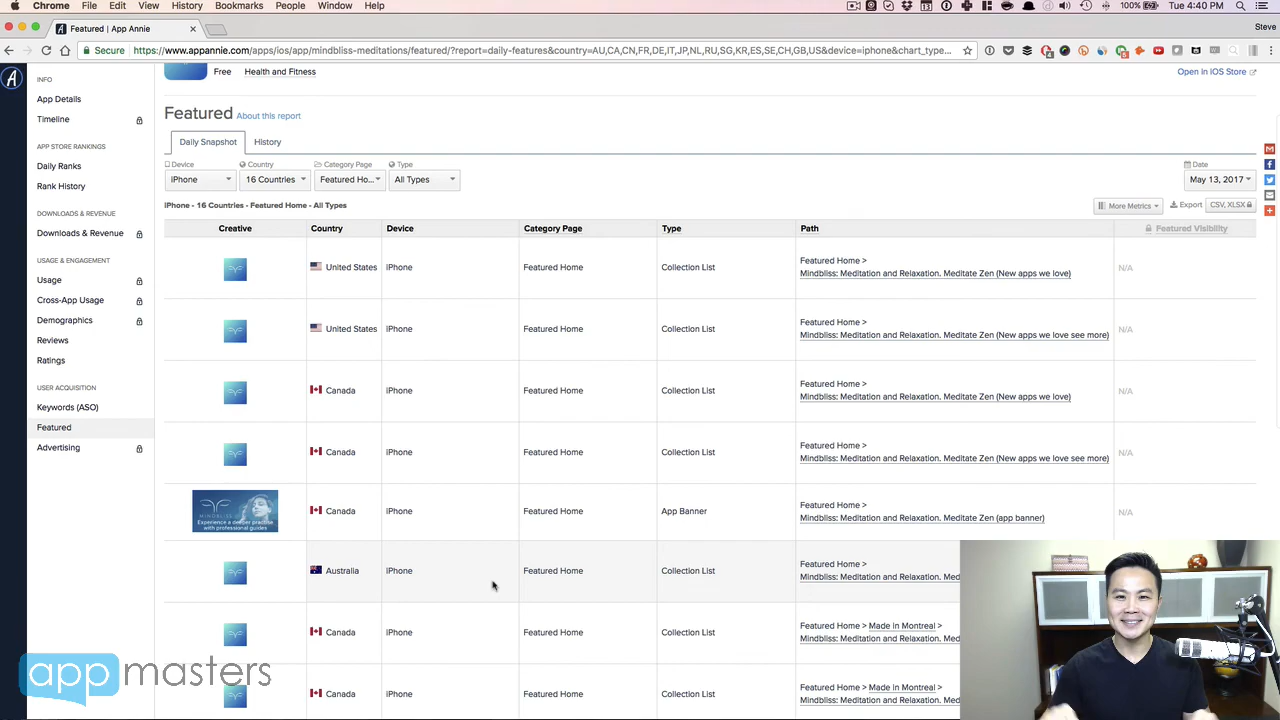 Chrome File Edit View History Bookmarks People Window Help
100% Tue 4:40 PM
Featured | App Annie
Steve
Secure https://www.appannie.com/apps/ios/app/mindbliss-meditations/featured/?report=daily-features&country=AU,CA,CN,FR,DE,IT,JP,NL,RU,SG,KR,ES,SE,CH,GB,US&device=iphone&chart_type...
INFO
App Details
Timeline
APP STORE RANKINGS
Daily Ranks
Rank History
DOWNLOADS & REVENUE
Downloads & Revenue
USAGE & ENGAGEMENT
Usage
Cross-App Usage
Demographics
Reviews
Ratings
USER ACQUISITION
Keywords (ASO)
Featured
Advertising
Free Health and Fitness
Open in iOS Store
Featured About this report
Daily Snapshot History
Device Country Category Page Type Date
iPhone 16 Countries Featured Ho... All Types May 13, 2017
iPhone - 16 Countries - Featured Home - All Types More Metrics Export CSV, XLSX
Creative Country Device Category Page Type Path Featured Visibility
United States iPhone Featured Home Collection List Featured Home > N/A
Mindbliss: Meditation and Relaxation. Meditate Zen (New apps we love)
United States iPhone Featured Home Collection List Featured Home > N/A
Mindbliss: Meditation and Relaxation. Meditate Zen (New apps we love see more)
Canada iPhone Featured Home Collection List Featured Home > N/A
Mindbliss: Meditation and Relaxation. Meditate Zen (New apps we love)
Canada iPhone Featured Home Collection List Featured Home > N/A
Mindbliss: Meditation and Relaxation. Meditate Zen (New apps we love see more)
MINDBLISS
Experience a deeper practise
with professional guides
Canada iPhone Featured Home App Banner Featured Home > N/A
Mindbliss: Meditation and Relaxation. Meditate Zen (app banner)
Australia iPhone Featured Home Collection List Featured Home >
Mindbliss: Meditation and Relaxation. Meditate Zen
Canada iPhone Featured Home Collection List Featured Home > Made in Montreal >
Mindbliss: Meditation and Relaxation. Meditate Zen
Canada iPhone Featured Home Collection List Featured Home > Made in Montreal >
Mindbliss: Meditation and Relaxation. Meditate Zen
app masters